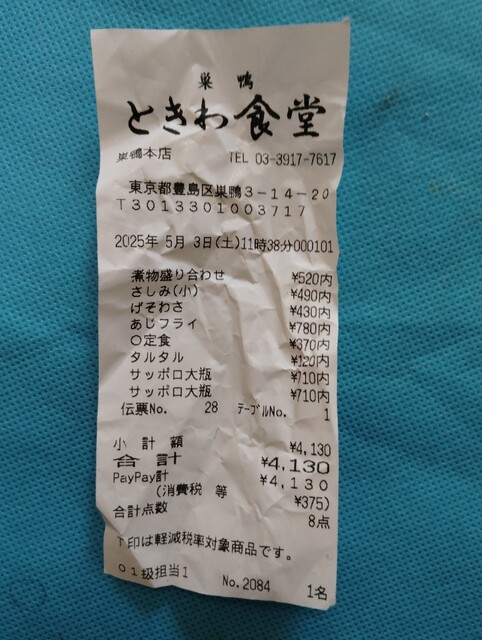 巣鴨
ときわ食堂
巣鴨本店 TEL 03-3917-7617
東京都豊島区巣鴨3-14-20
T3013301003717
2025年 5月 3日(土)11時38分000101
煮物盛り合わせ ¥520内
さしみ(小) ¥490内
げそわさ ¥430内
あじフライ ¥780内
〇定食 ¥370内
タルタル ¥120内
サッポロ大瓶 ¥710内
サッポロ大瓶 ¥710内
伝票No. 28 テーブルNo. 1
小計額 ¥4,130
合計 ¥4,130
PayPay計 ¥4,130
(消費税等 ¥375)
合計点数 8点
印は軽減税率対象商品です。
01扱担当1 No.2084 1名